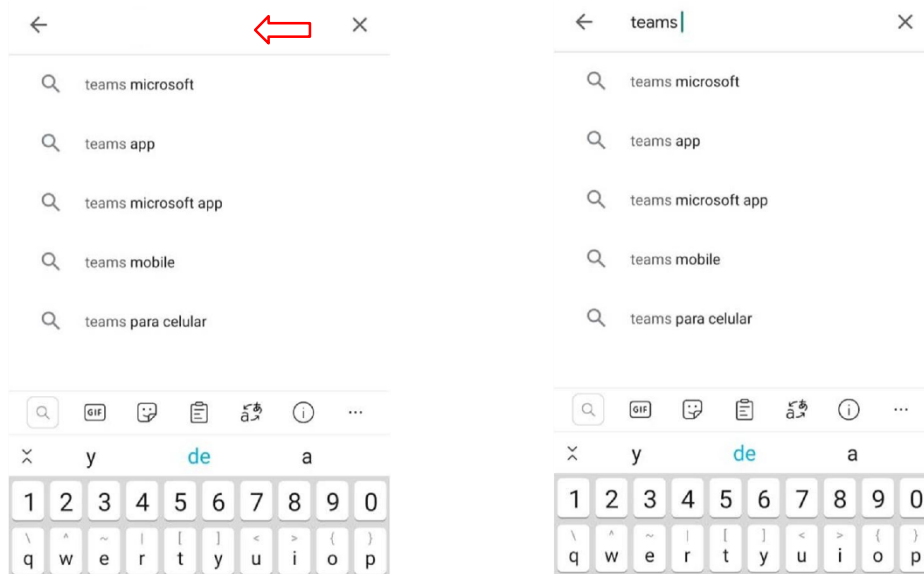 teams microsoft
teams app
teams microsoft app
teams mobile
teams para celular
GIF
y de a
1 2 3 4 5 6 7 8 9 0
\ ^ ~ | [ ] < > { }
q w e r t y u i o p
teams
teams microsoft
teams app
teams microsoft app
teams mobile
teams para celular
GIF
y de a
1 2 3 4 5 6 7 8 9 0
\ ^ ~ | [ ] < > { }
q w e r t y u i o p